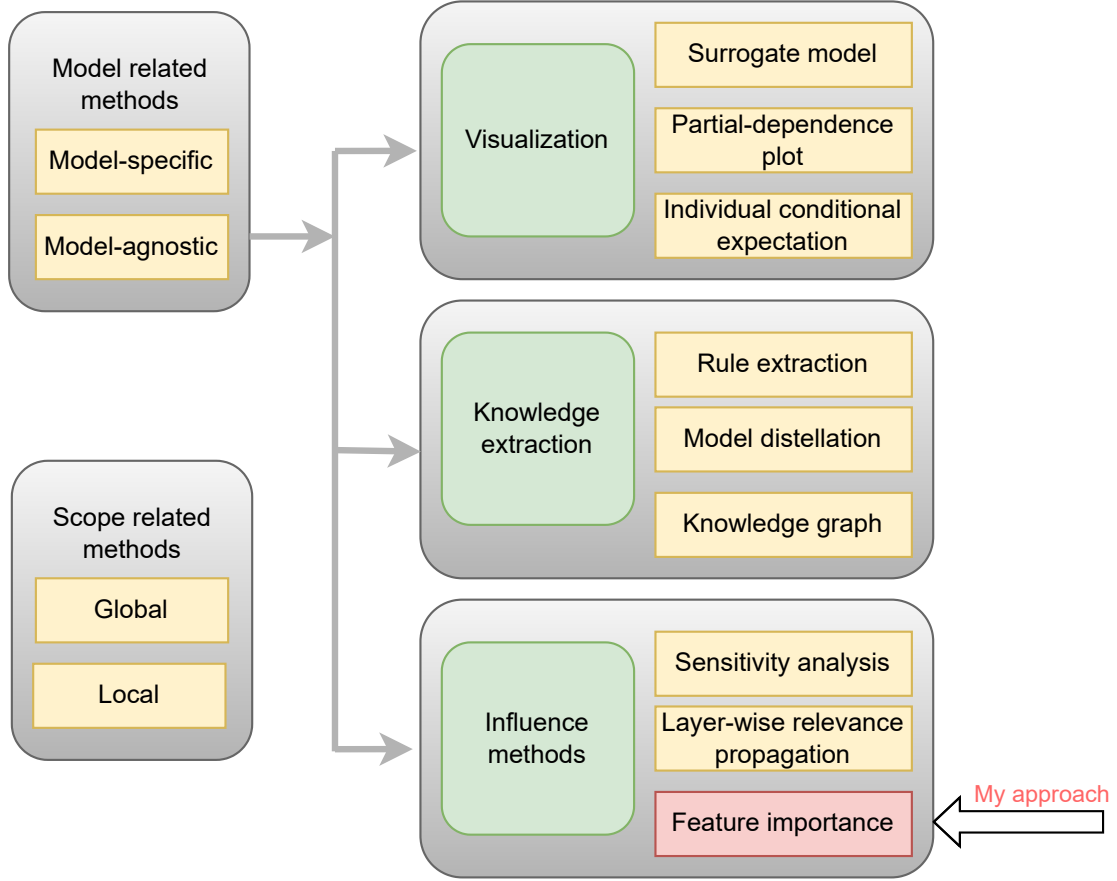 Model related
methods
Model-specific
Model-agnostic
Scope related
methods
Global
Local
Visualization
Surrogate model
Partial-dependence
plot
Individual conditional
expectation
Knowledge
extraction
Rule extraction
Model distellation
Knowledge graph
Influence
methods
Sensitivity analysis
Layer-wise relevance
propagation
Feature importance
My approach